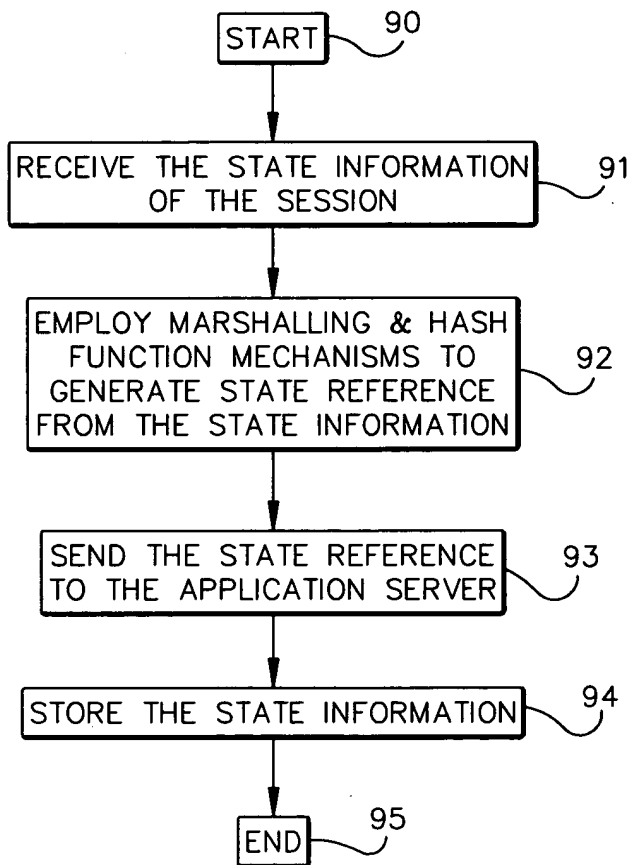 START
90
RECEIVE THE STATE INFORMATION
OF THE SESSION
91
EMPLOY MARSHALLING & HASH
FUNCTION MECHANISMS TO
GENERATE STATE REFERENCE
FROM THE STATE INFORMATION
92
SEND THE STATE REFERENCE
TO THE APPLICATION SERVER
93
STORE THE STATE INFORMATION
94
END
95